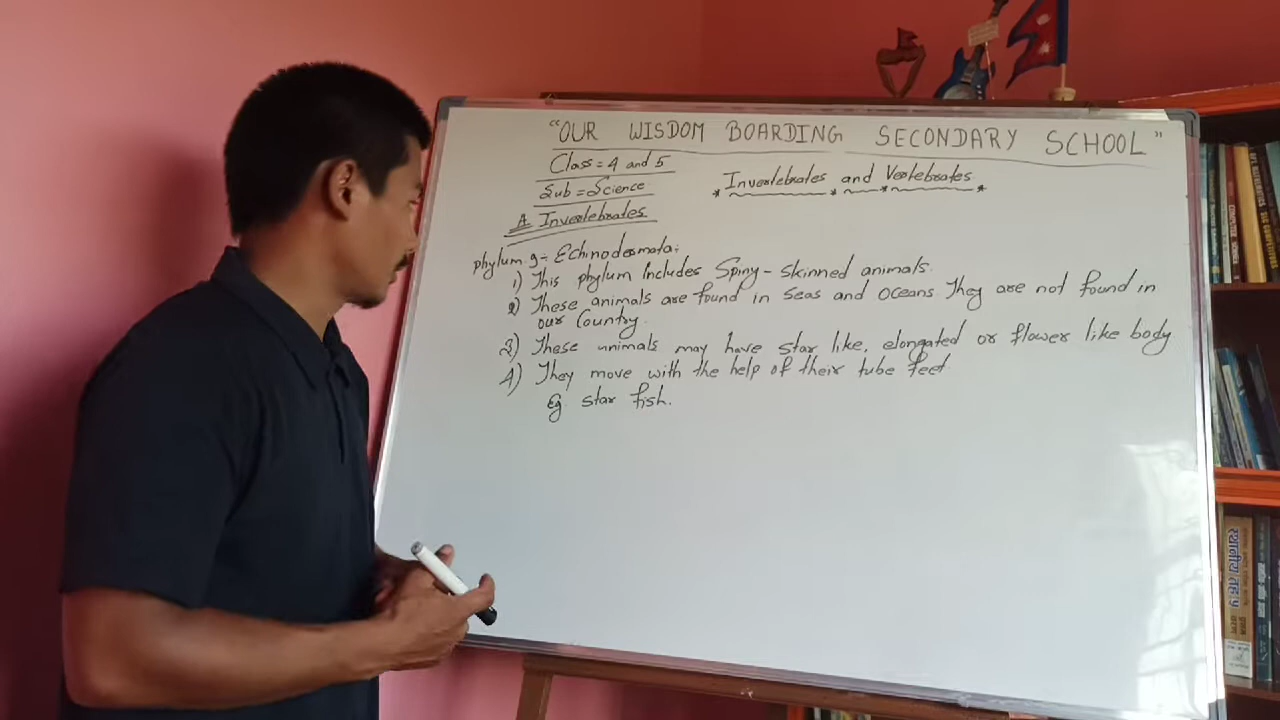 "OUR WISDOM BOARDING SECONDARY SCHOOL"
Class = 4 and 5
Sub = Science
Invertebrates and Vertebrates
A. Invertebrates
phylum. 9:- Echinodermata:
1) This phylum Includes Spiny-skinned animals.
2) These animals are found in seas and oceans. They are not found in
our Country.
3) These animals may have star like, elongated or flower like body
4) They move with the help of their tube feet
Eg star fish.